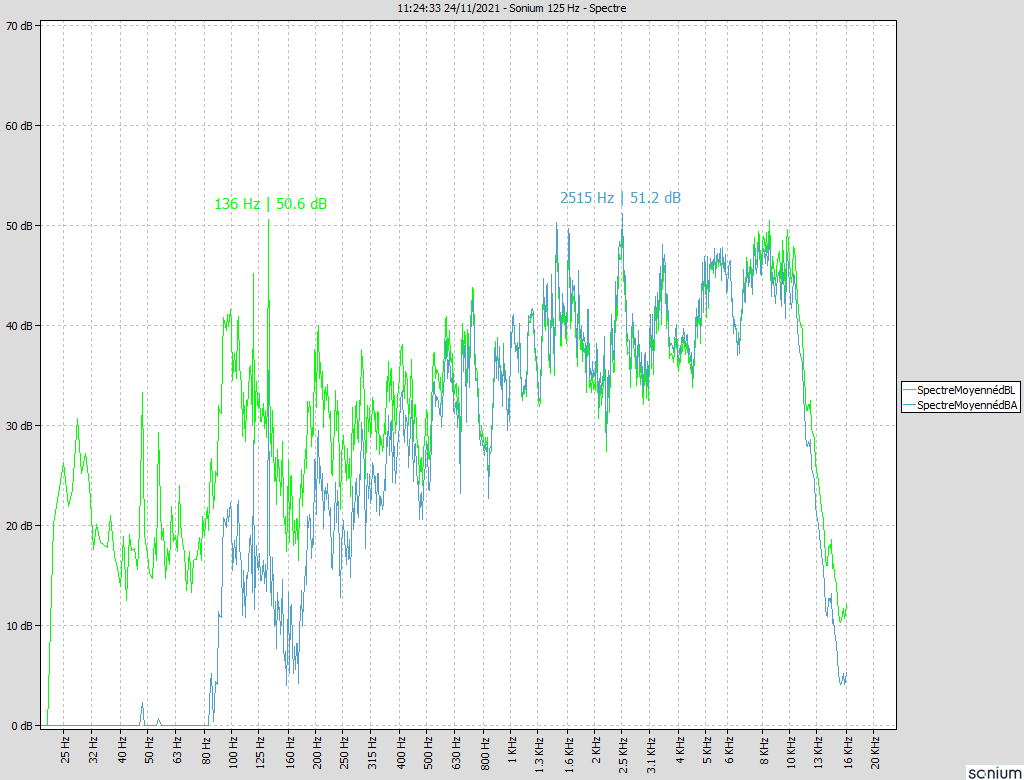 11:24:33 24/11/2021 - Sonium 125 Hz - Spectre
70 dB
60 dB
136 Hz | 50.6 dB
2515 Hz | 51.2 dB
50 dB
40 dB
SpectreMoyennédBL
SpectreMoyennédBA
30 dB
20 dB
10 dB
0 dB
25 Hz
32 Hz
40 Hz
50 Hz
63 Hz
80 Hz
100 Hz
125 Hz
160 Hz
200 Hz
250 Hz
315 Hz
400 Hz
500 Hz
630 Hz
800 Hz
1 KHz
1.3 KHz
1.6 KHz
2 KHz
2.5 KHz
3.1 KHz
4 KHz
5 KHz
6 KHz
8 KHz
10 KHz
13 KHz
16 KHz
20 KHz
sonium